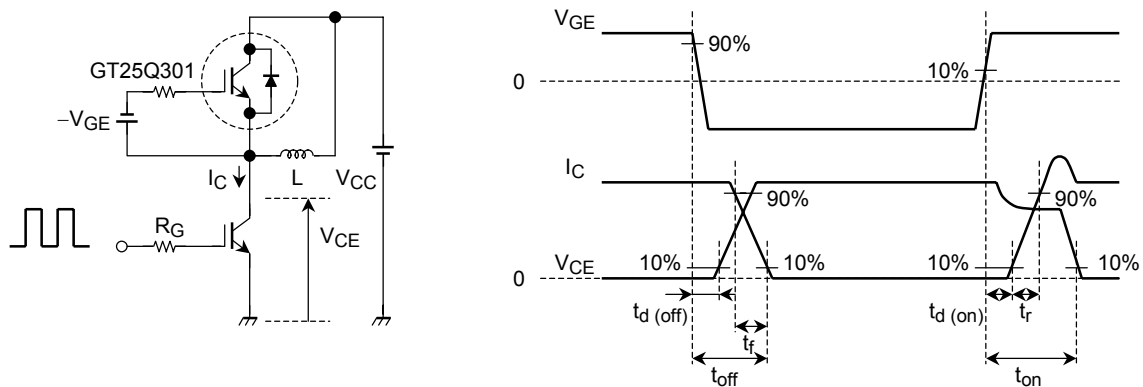 GT25Q301
−VGE
IC
L
VCC
RG
VCE
VGE
90%
0
10%
IC
90%
VCE
0
10%
10%
10%
10%
td (off)
tf
toff
td (on)
tr
ton